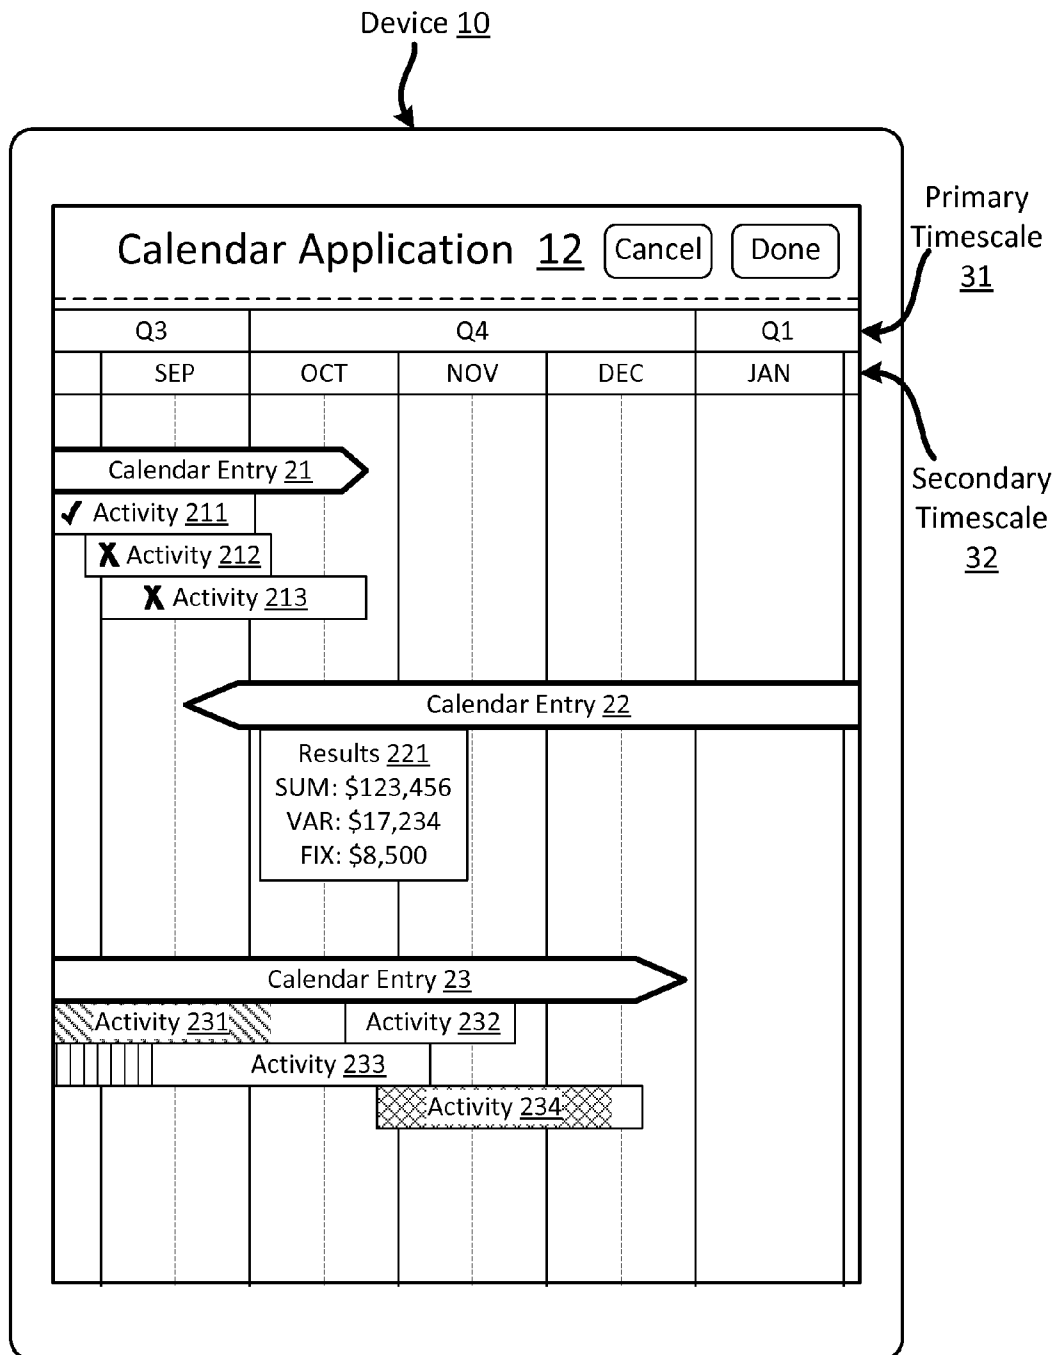 Device 10
Primary
Timescale
31
Calendar Application 12 Cancel Done
Q3 Q4 Q1
SEP OCT NOV DEC JAN
Secondary
Timescale
32
Calendar Entry 21
✓ Activity 211
X Activity 212
X Activity 213
Calendar Entry 22
Results 221
SUM: $123,456
VAR: $17,234
FIX: $8,500
Calendar Entry 23
Activity 231 Activity 232
Activity 233
Activity 234